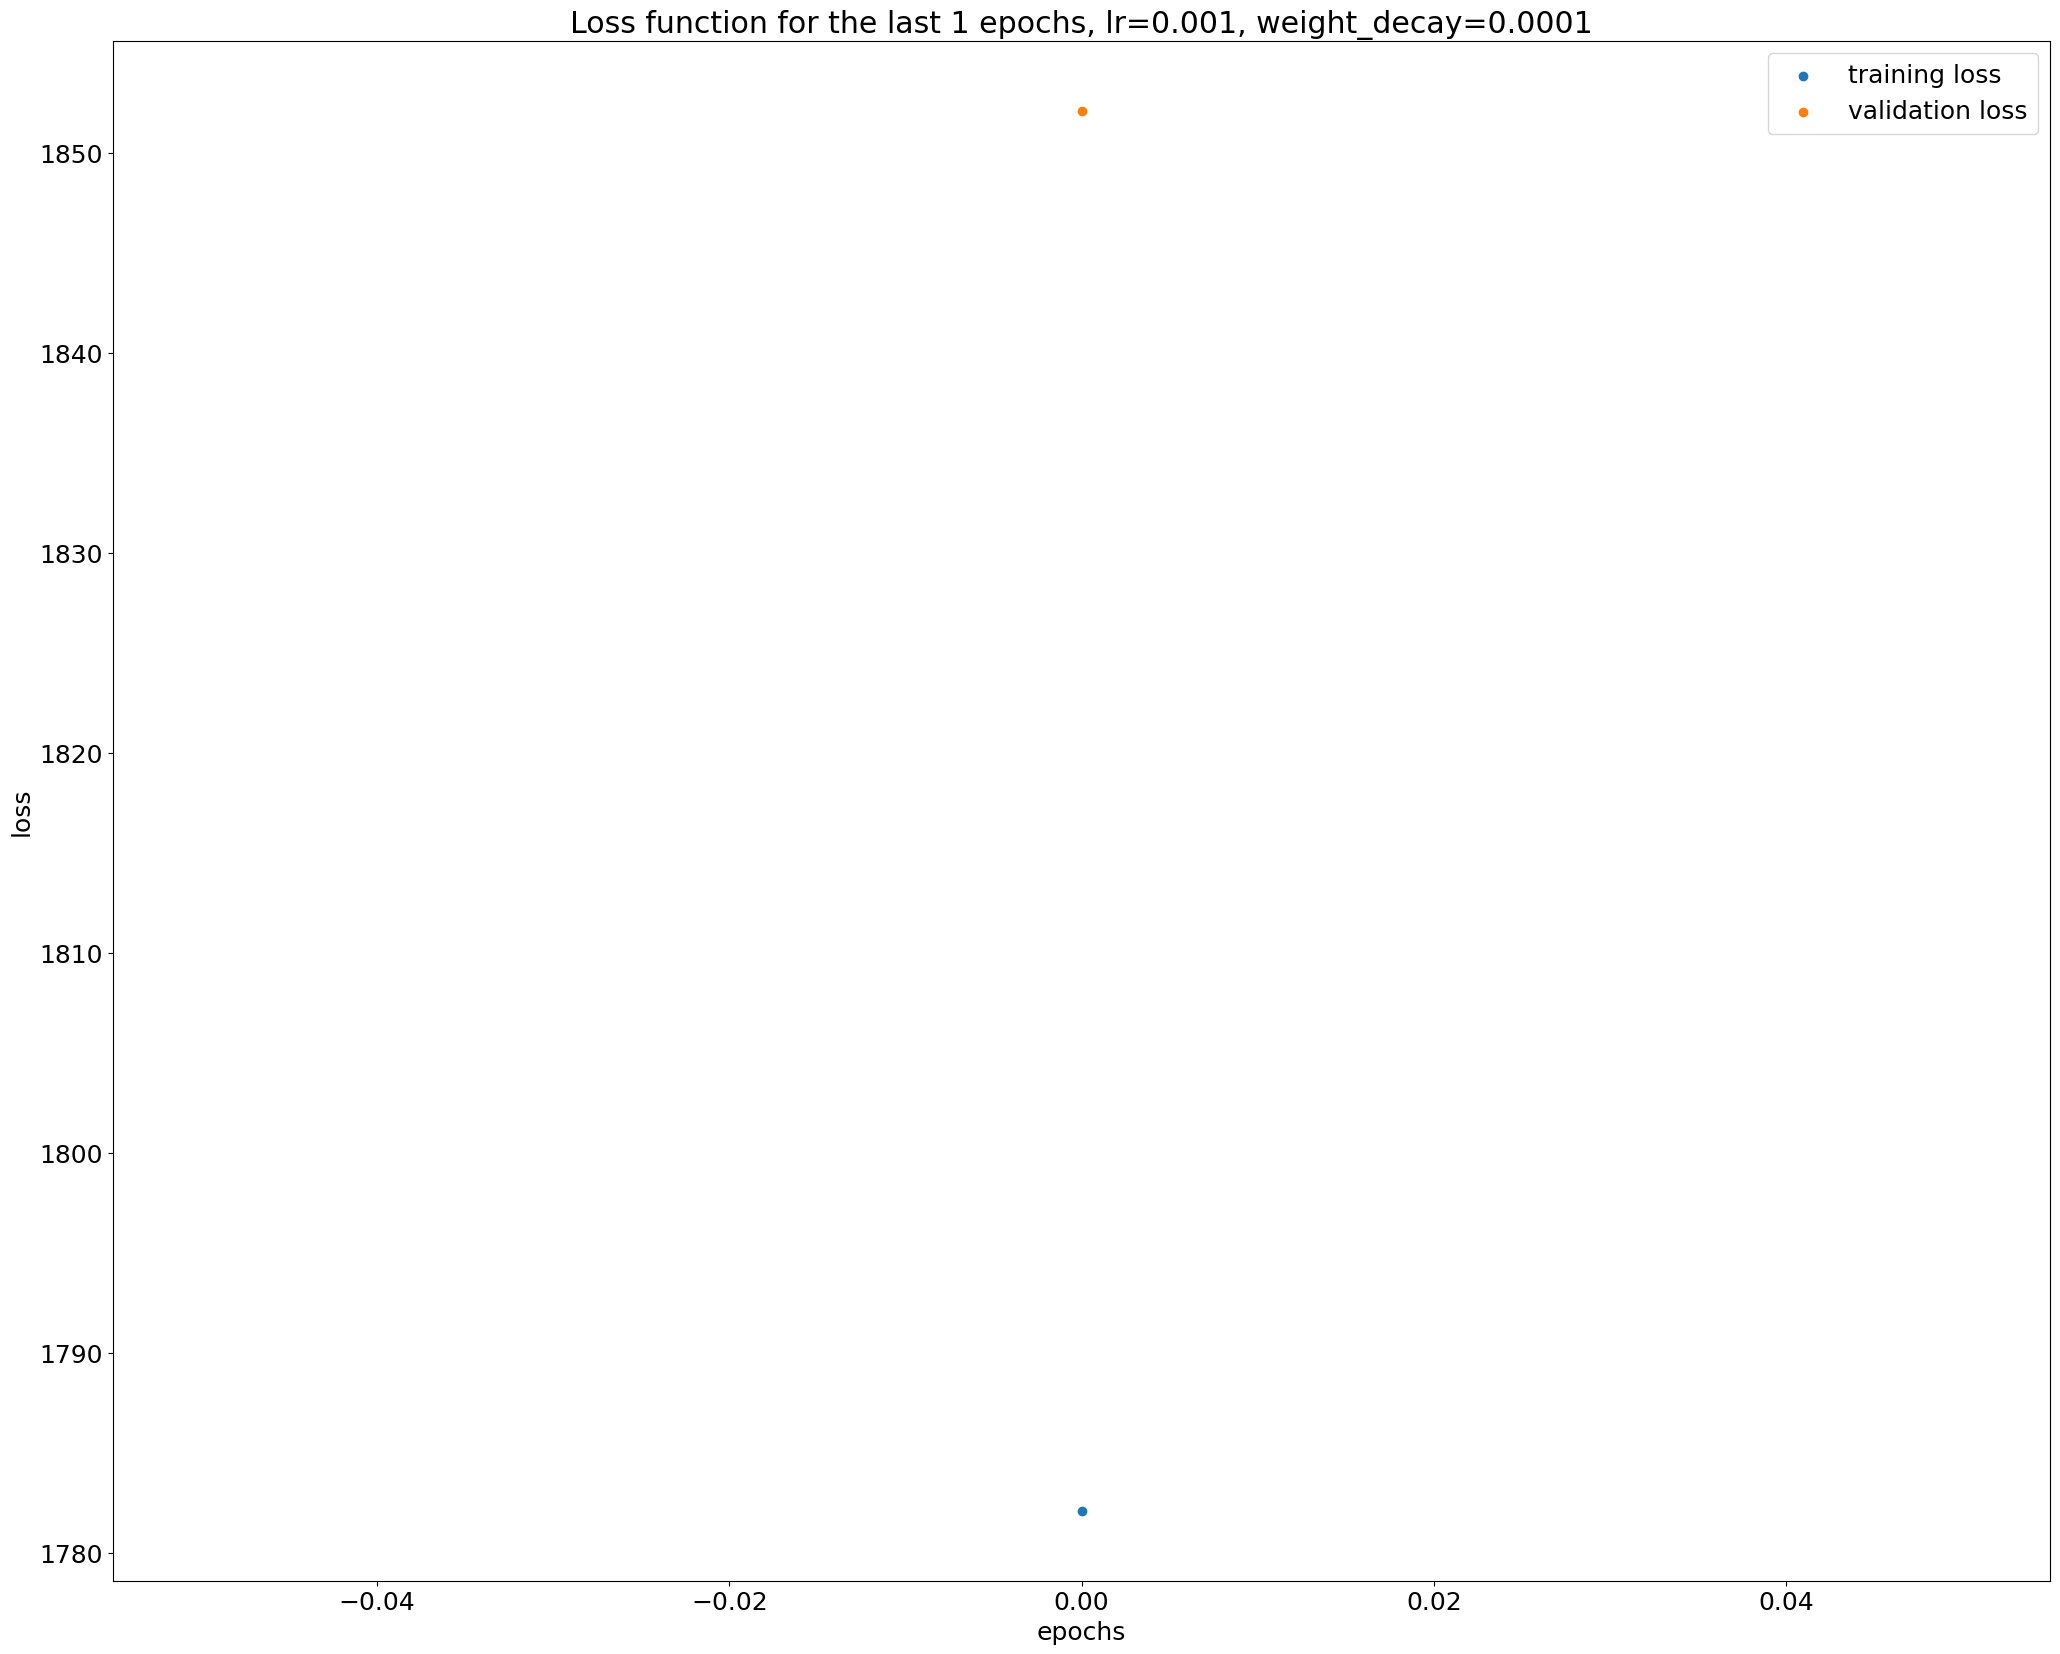 Loss function for the last 1 epochs, lr=0.001, weight_decay=0.0001
training loss
validation loss
1850
1840
1830
1820
1810
1800
1790
1780
loss
−0.04
−0.02
0.00
0.02
0.04
epochs